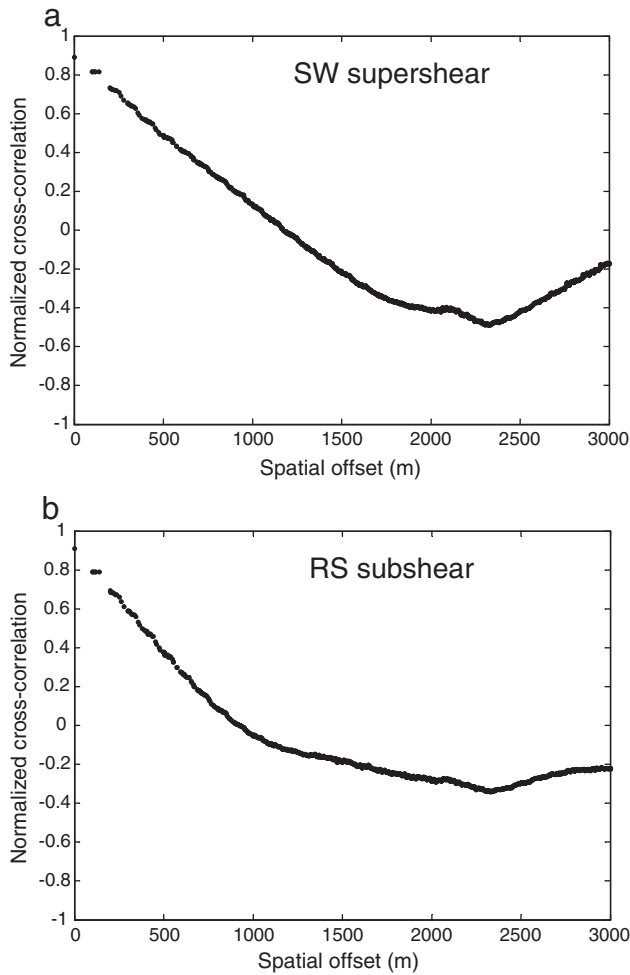 a
1
0.8
0.6
0.4
0.2
0
-0.2
-0.4
-0.6
-0.8
-1
Normalized cross-correlation
SW supershear
0 500 1000 1500 2000 2500 3000
Spatial offset (m)
b
1
0.8
0.6
0.4
0.2
0
-0.2
-0.4
-0.6
-0.8
-1
Normalized cross-correlation
RS subshear
0 500 1000 1500 2000 2500 3000
Spatial offset (m)